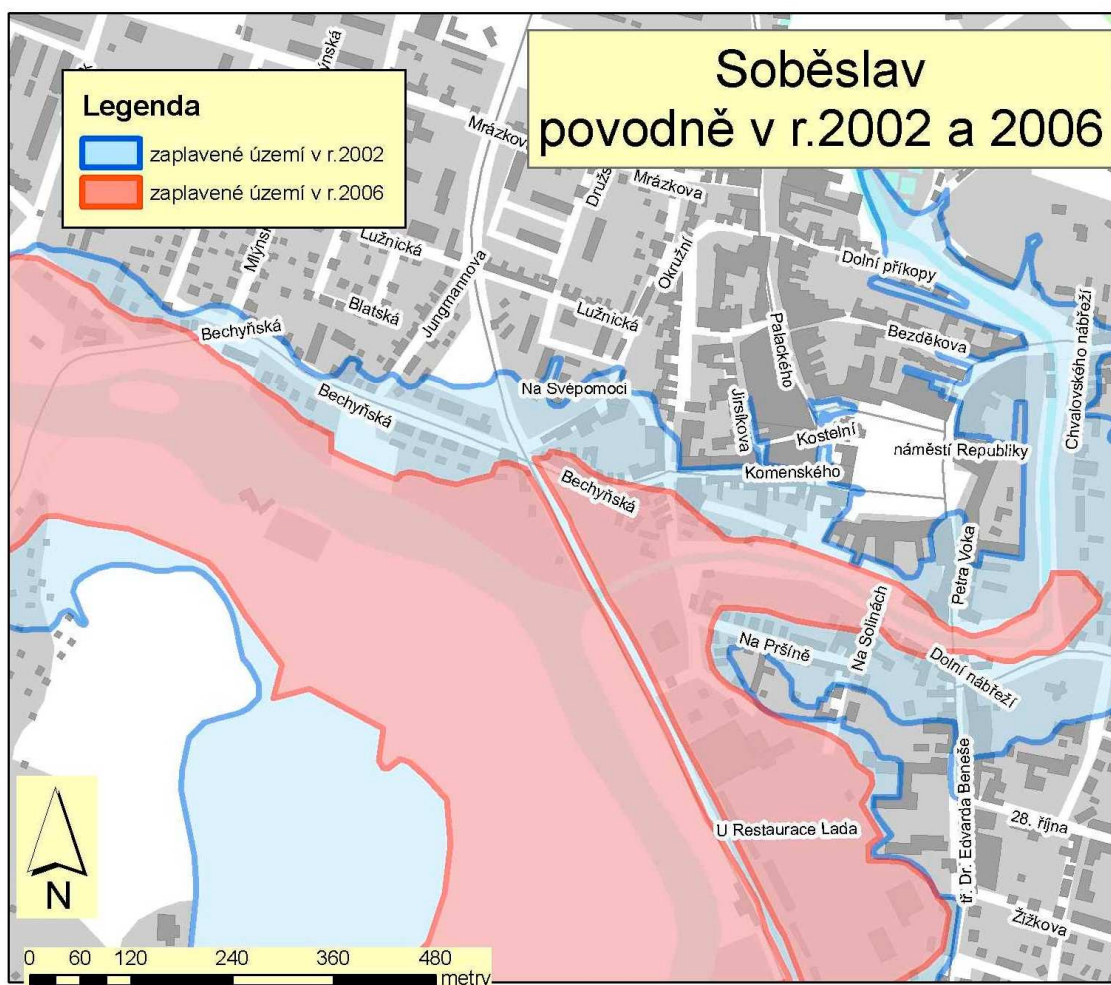 Soběslav
povodně v r.2002 a 2006
Legenda
zaplavené území v r.2002
zaplavené území v r.2006
Mrázkova
Mrázkova
Lužnická
Blatská
Jungmannova
Lužnická
Okružní
Dolní příkopy
Bezděkova
Palackého
Chvalovského nábřeží
Bechyňská
Bechyňská
Na Svépomoci
Jirsíkova
Kostelní
náměstí Republiky
Komenského
Bechyňská
Petra Voka
Na Solinách
Na Pršíně
Dolní nábřeží
U Restaurace Lada
tř. Dr. Edvarda Beneše
28. října
Žižkova
N
0 60 120 240 360 480
metry